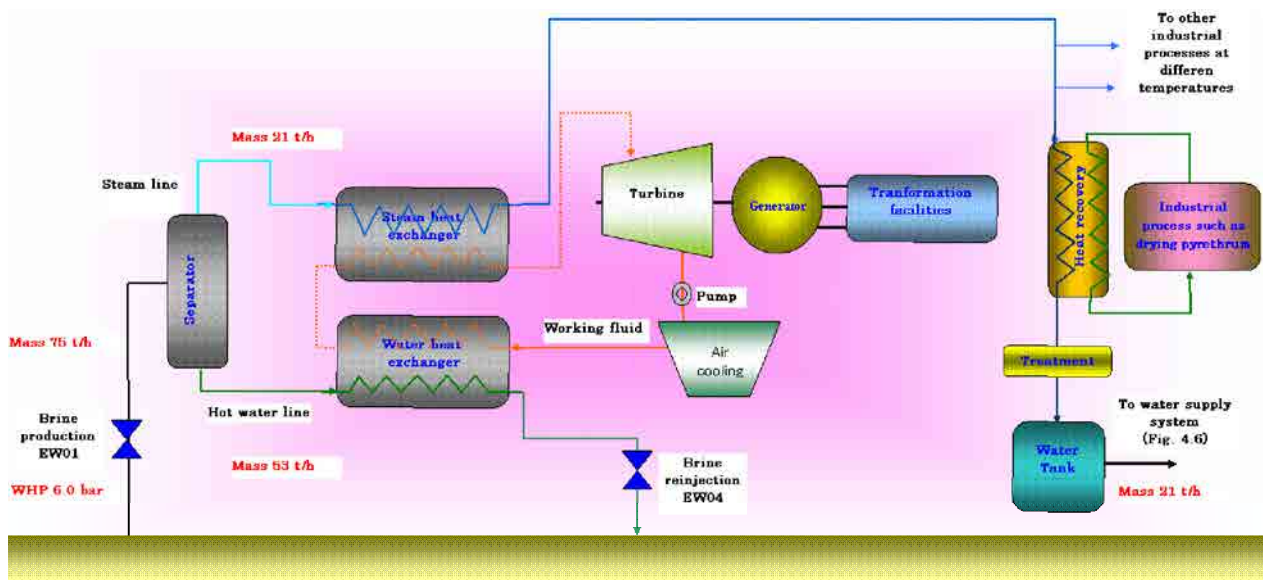 To other
industrial
processes at
differen
temperatures
Mass 21 t/h
Steam line
Steam heat
exchanger
Turbine
Generator
Tranformation
facilities
Heat recovery
Industrial
process such as
drying pyrethrum
Separator
Pump
Mass 75 t/h
Working fluid
Water heat
exchanger
Air
cooling
Treatment
Hot water line
Brine
production
EW01
To water supply
system
(Fig. 4.6)
Water
Tank
Mass 53 t/h
Brine
reinjection
EW04
WHP 6.0 bar
Mass 21 t/h